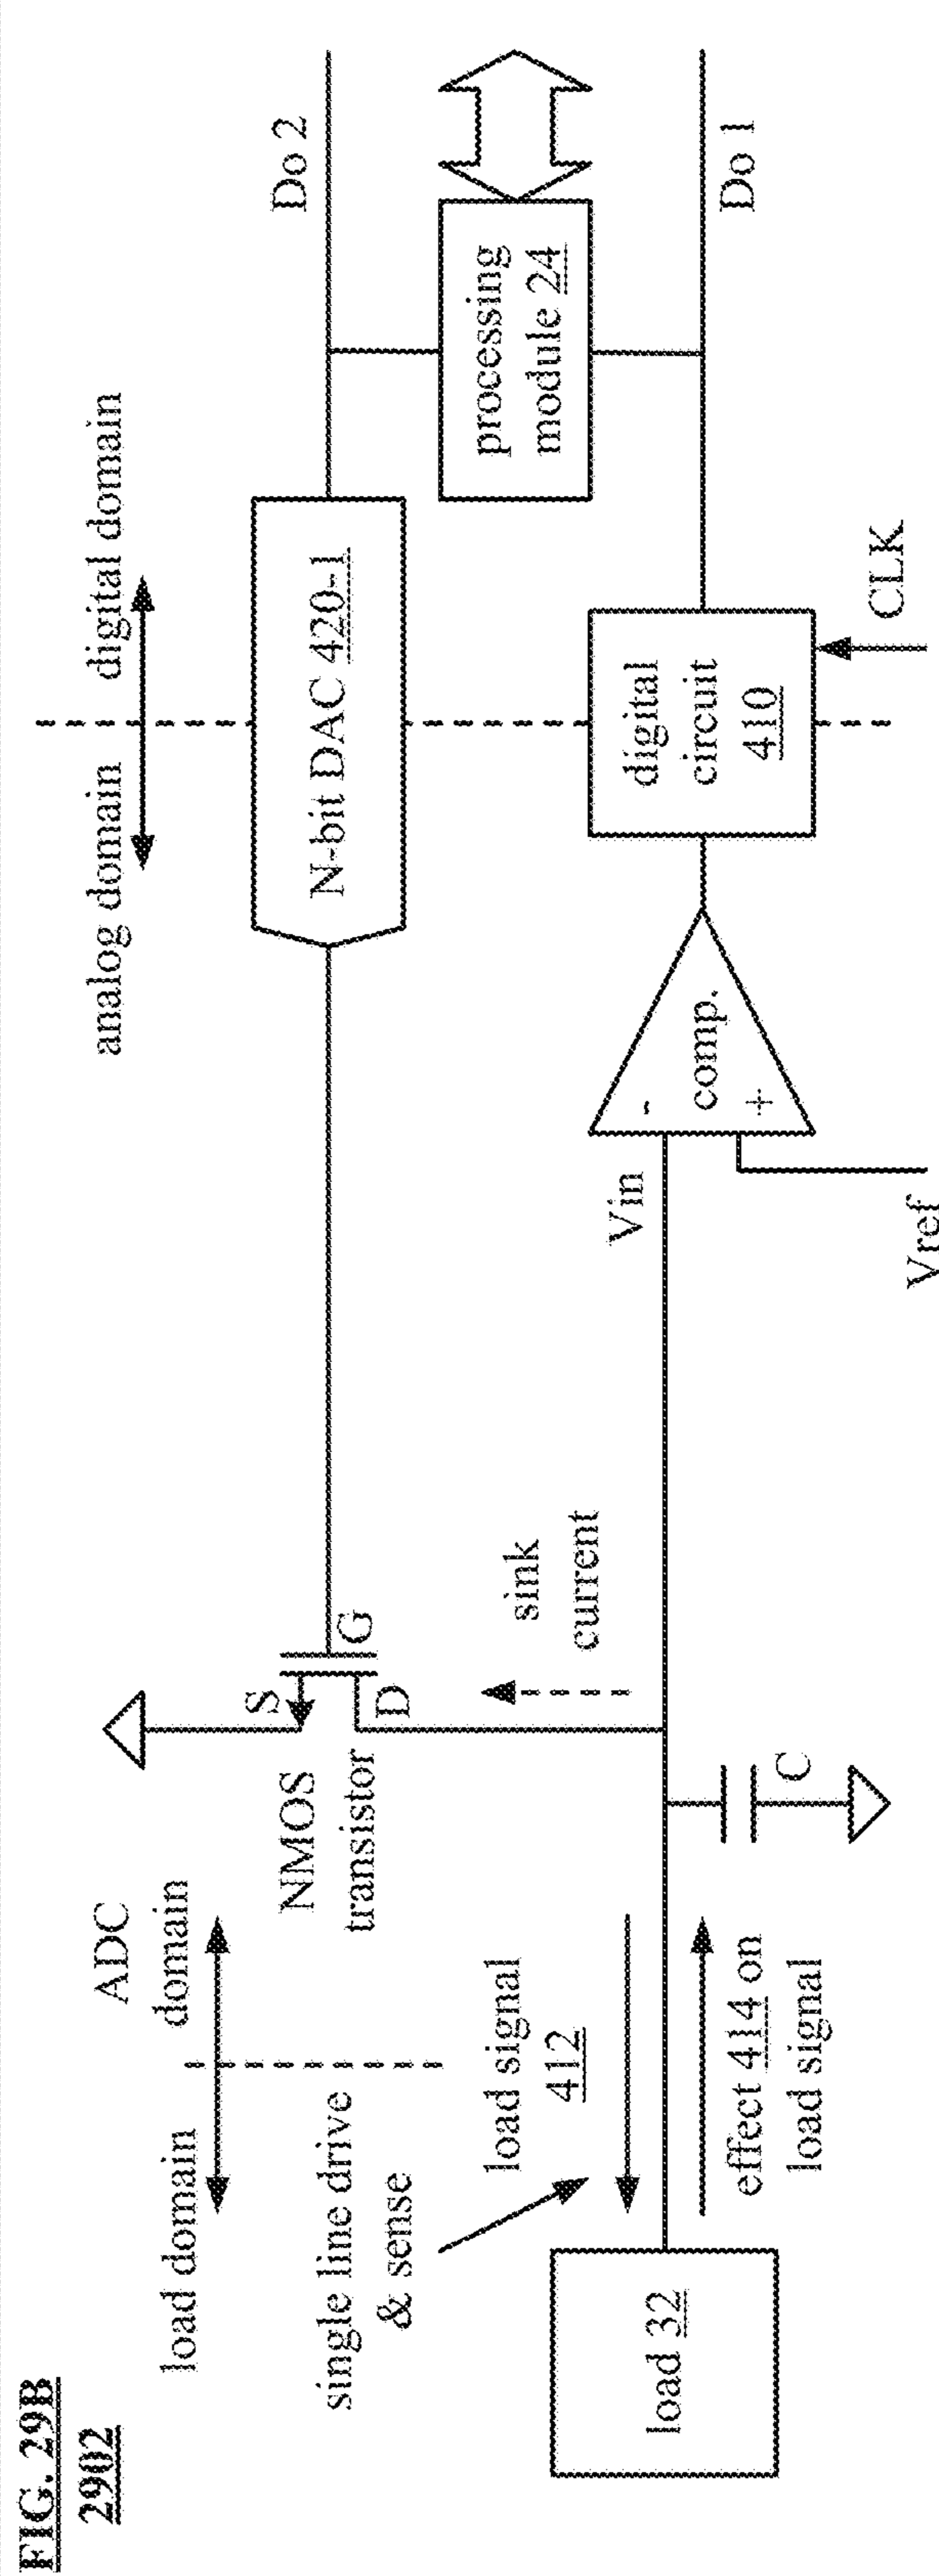 FIG. 29B
2902
load domain
ADC
domain
analog domain
digital domain
single line drive
& sense
NMOS
transistor
S
G
D
N-bit DAC 420-1
Do 2
load signal
412
sink
current
processing
module 24
load 32
effect 414 on
load signal
C
Vin
-
comp.
+
Vref
digital
circuit
410
CLK
Do 1